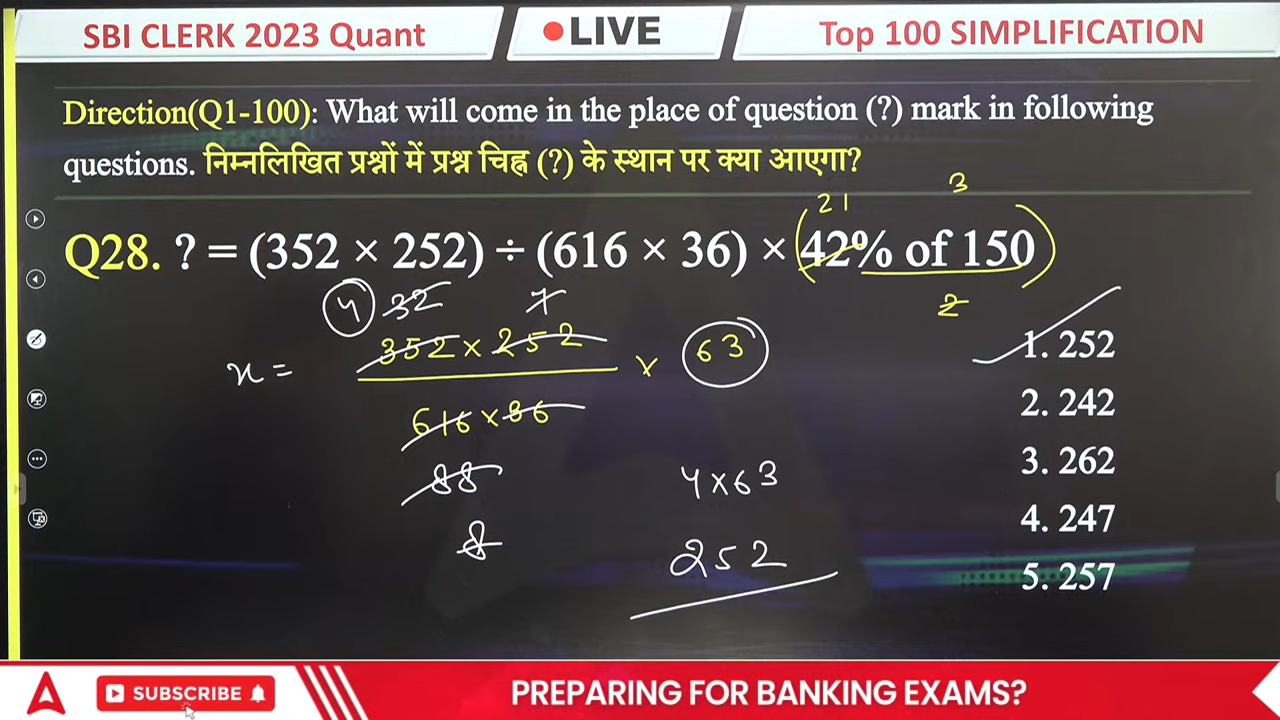 SBI CLERK 2023 Quant
LIVE
Top 100 SIMPLIFICATION
Direction(Q1-100): What will come in the place of question (?) mark in following
questions. निम्नलिखित प्रश्नों में प्रश्न चिह्न (?) के स्थान पर क्या आएगा?
21 3
Q28. ? = (352 × 252) ÷ (616 × 36) × (42% of 150)
2
4 32 7
x = 352 × 252 × 63
616 × 36
88
8
4 × 63
252
1. 252
2. 242
3. 262
4. 247
5. 257
SUBSCRIBE
PREPARING FOR BANKING EXAMS?